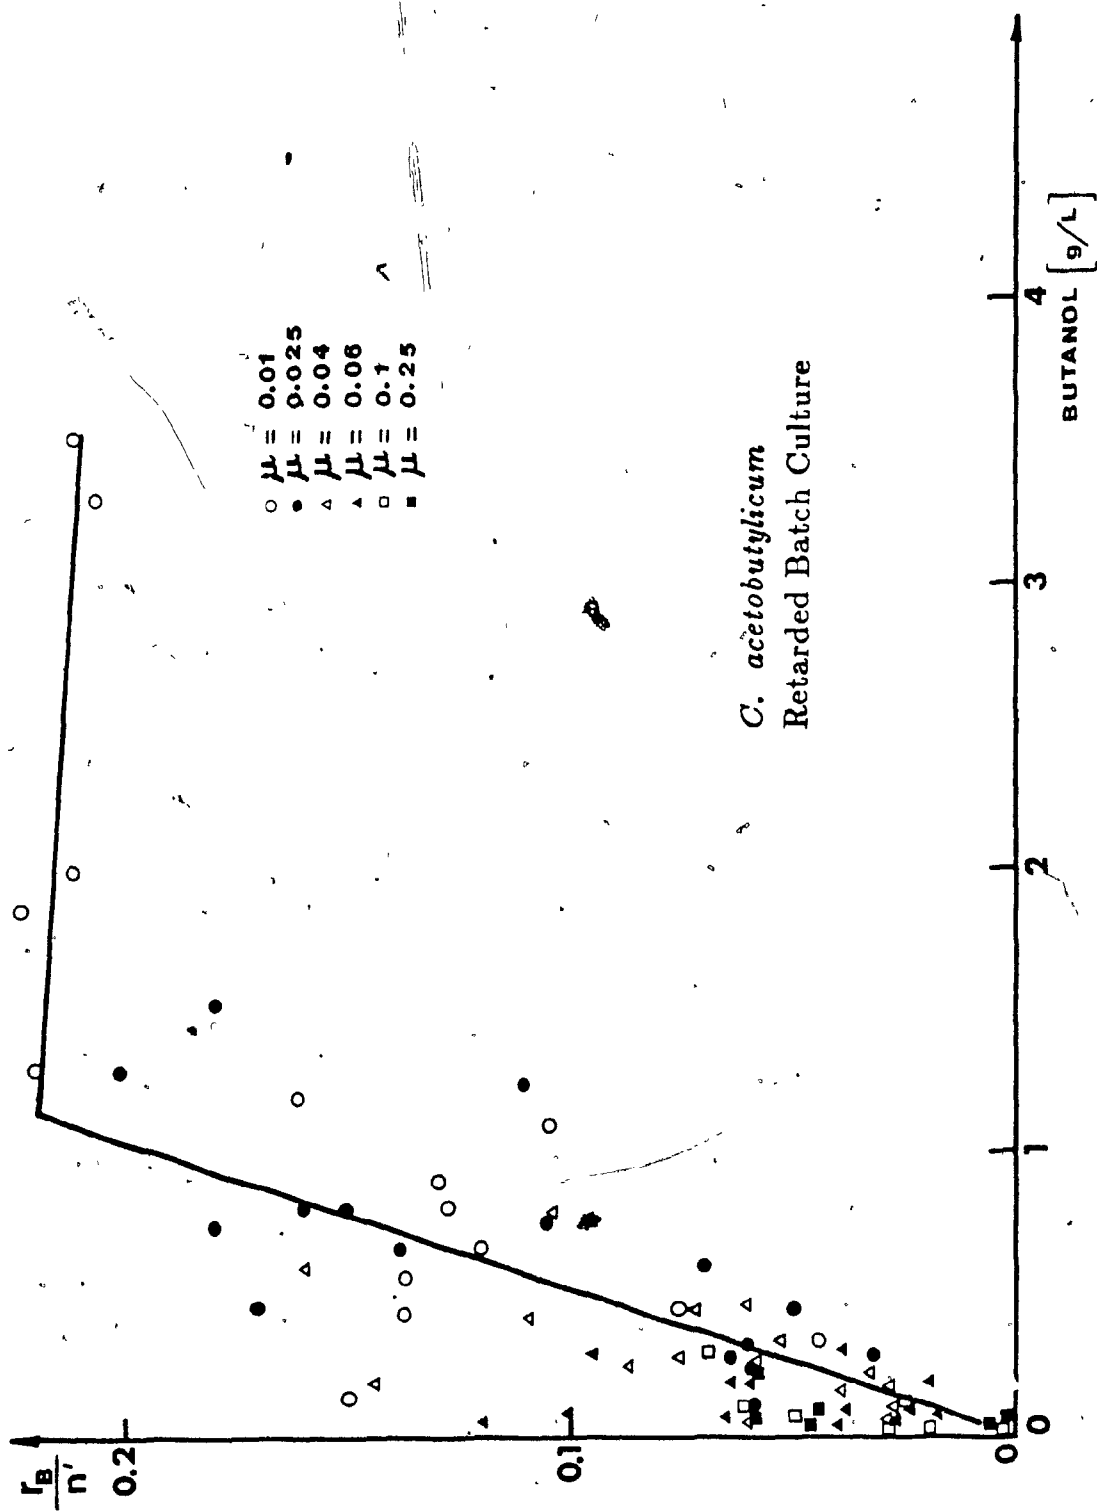 r_B
n'
0.2
0.1
0
0
1
2
3
4
BUTANOL [g/L]
○ μ = 0.01
● μ = 0.025
△ μ = 0.04
▲ μ = 0.06
□ μ = 0.1
■ μ = 0.25
C. acetobutylicum
Retarded Batch Culture